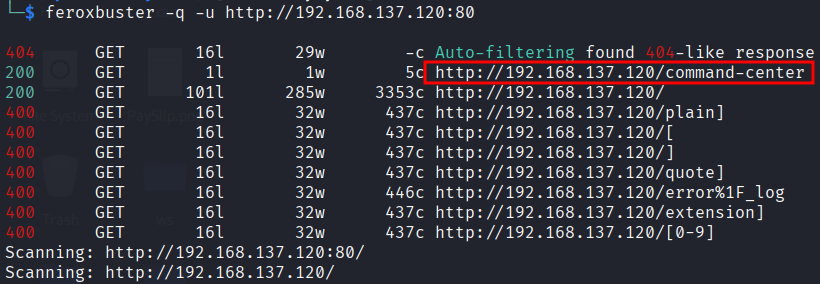 └─$ feroxbuster -q -u http://192.168.137.120:80
404 GET 16l 29w -c Auto-filtering found 404-like response
200 GET 1l 1w 5c http://192.168.137.120/command-center
200 GET 101l 285w 3353c http://192.168.137.120/
400 GET 16l 32w 437c http://192.168.137.120/plain]
400 GET 16l 32w 437c http://192.168.137.120/[
400 GET 16l 32w 437c http://192.168.137.120/]
400 GET 16l 32w 437c http://192.168.137.120/quote]
400 GET 16l 32w 446c http://192.168.137.120/error%1F_log
400 GET 16l 32w 437c http://192.168.137.120/extension]
400 GET 16l 32w 437c http://192.168.137.120/[0-9]
Trash
Scanning: http://192.168.137.120:80/
Scanning: http://192.168.137.120/